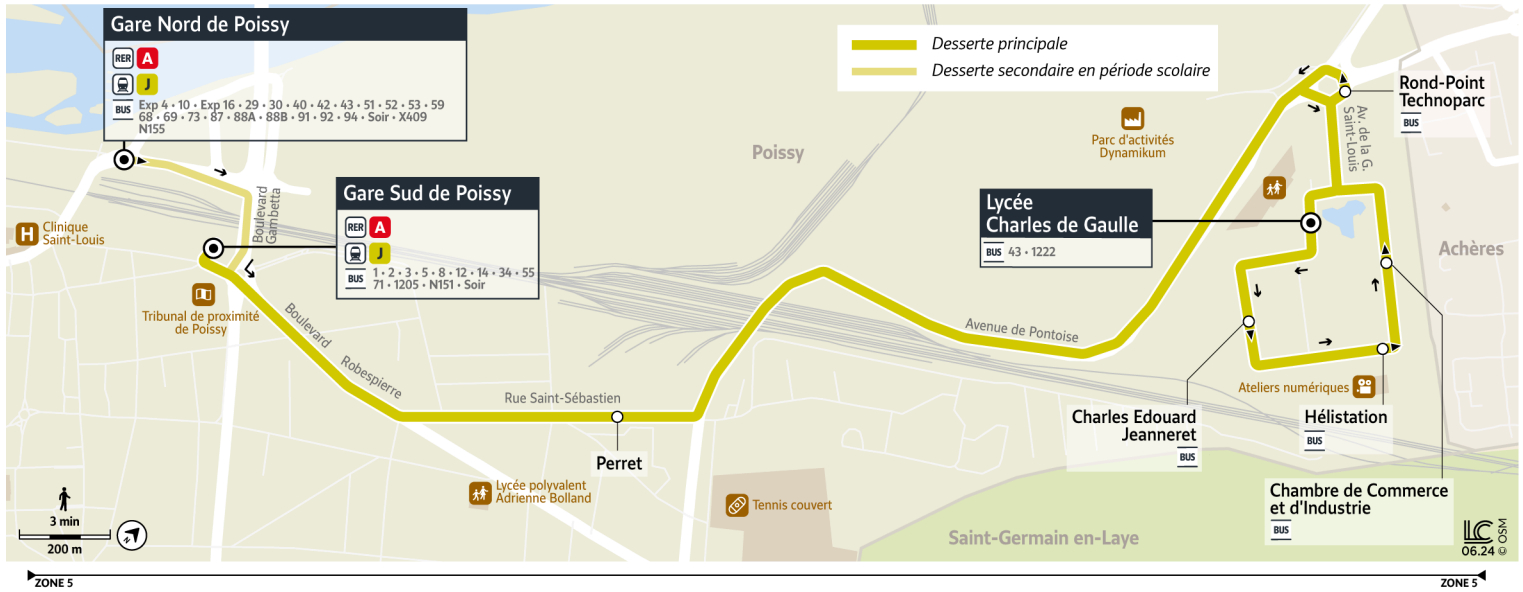 Gare Nord de Poissy
RER A
J
BUS Exp 4 • 10 • Exp 16 • 29 • 30 • 40 • 42 • 43 • 51 • 52 • 53 • 59
68 • 69 • 73 • 87 • 88A • 88B • 91 • 92 • 94 • Soir • X409
N155
Desserte principale
Desserte secondaire en période scolaire
Rond-Point
Technoparc
BUS
Av. de la G.
Saint-Louis
Parc d'activités
Dynamikum
Poissy
Gare Sud de Poissy
RER A
J
BUS 1 • 2 • 3 • 5 • 8 • 12 • 14 • 34 • 55
71 • 1205 • N151 • Soir
Boulevard
Gambetta
H Clinique
Saint-Louis
Lycée
Charles de Gaulle
BUS 43 • 1222
Achères
Tribunal de proximité
de Poissy
Boulevard
Robespierre
Avenue de Pontoise
Rue Saint-Sébastien
Perret
Ateliers numériques
Charles Edouard
Jeanneret
BUS
Hélistation
BUS
Chambre de Commerce
et d'Industrie
BUS
Lycée polyvalent
Adrienne Bolland
Tennis couvert
Saint-Germain en-Laye
3 min
200 m
N
LC
06.24 © OSM
ZONE 5
ZONE 5